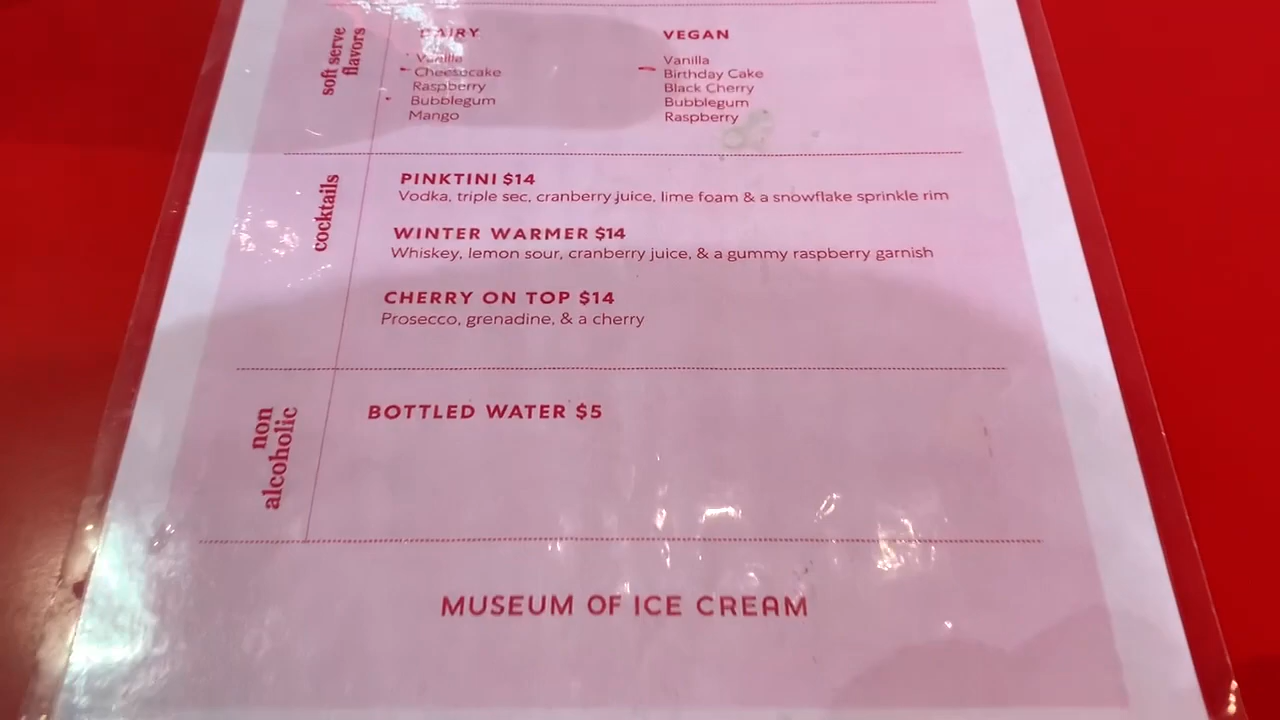 soft serve
flavors
DAIRY
Vanilla
Cheesecake
Raspberry
Bubblegum
Mango
VEGAN
Vanilla
Birthday Cake
Black Cherry
Bubblegum
Raspberry
cocktails
PINKTINI $14
Vodka, triple sec, cranberry juice, lime foam & a snowflake sprinkle rim
WINTER WARMER $14
Whiskey, lemon sour, cranberry juice, & a gummy raspberry garnish
CHERRY ON TOP $14
Prosecco, grenadine, & a cherry
non
alcoholic
BOTTLED WATER $5
MUSEUM OF ICE CREAM